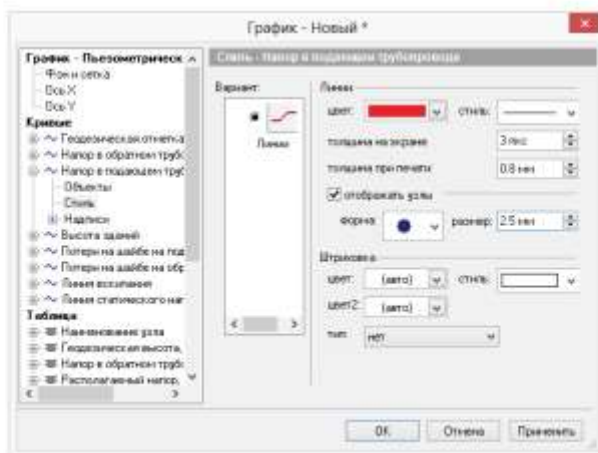 График - Новый *
График - Пьезометрическ
Фон и сетка
Ось X
Ось Y
Кривые
Геодезическая отметка
Напор в обратном труб
Напор в подающем труб
Объекты
Стиль
Надписи
Высота зданий
Потери на шайбе на под
Потери на шайбе на обр
Линия вскипания
Линия статического нап
Таблица
Наименование узла
Геодезическая высота,
Напор в обратном труб
Располагаемый напор,
Стиль - Напор в подающем трубопроводе
Вариант:
Линия
Линия
цвет:
стиль:
толщина на экране
3 пкс
толщина при печати
0.8 мм
отображать узлы
форма:
размер:
2.5 мм
Штриховка
цвет:
(авто)
стиль:
цвет2:
(авто)
тип:
нет
ОК
Отмена
Применить